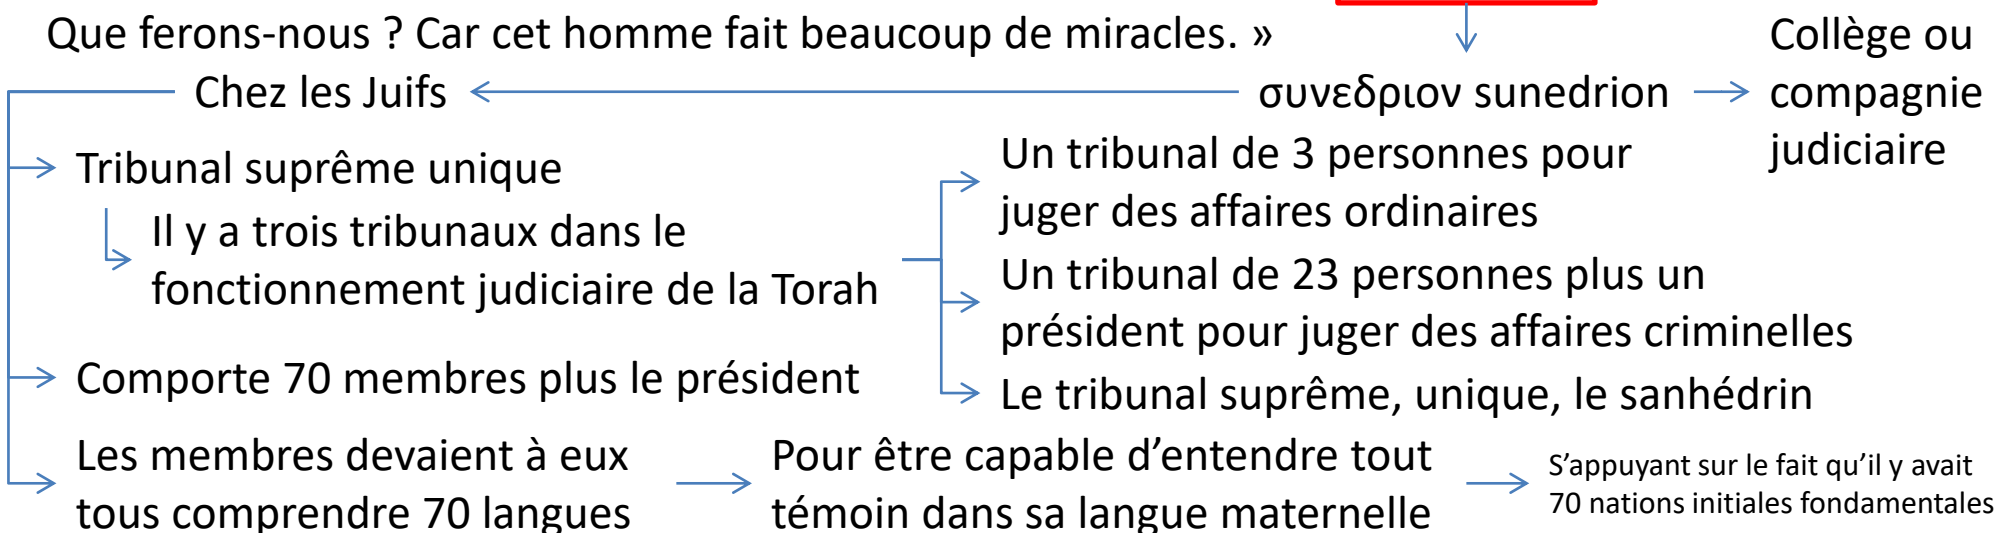 Que ferons-nous ? Car cet homme fait beaucoup de miracles. »
Chez les Juifs
συνεδριον sunedrion
Collège ou
compagnie
judiciaire
Tribunal suprême unique
Il y a trois tribunaux dans le
fonctionnement judiciaire de la Torah
Un tribunal de 3 personnes pour
juger des affaires ordinaires
Un tribunal de 23 personnes plus un
président pour juger des affaires criminelles
Le tribunal suprême, unique, le sanhédrin
Comporte 70 membres plus le président
Les membres devaient à eux
tous comprendre 70 langues
Pour être capable d’entendre tout
témoin dans sa langue maternelle
S’appuyant sur le fait qu’il y avait
70 nations initiales fondamentales